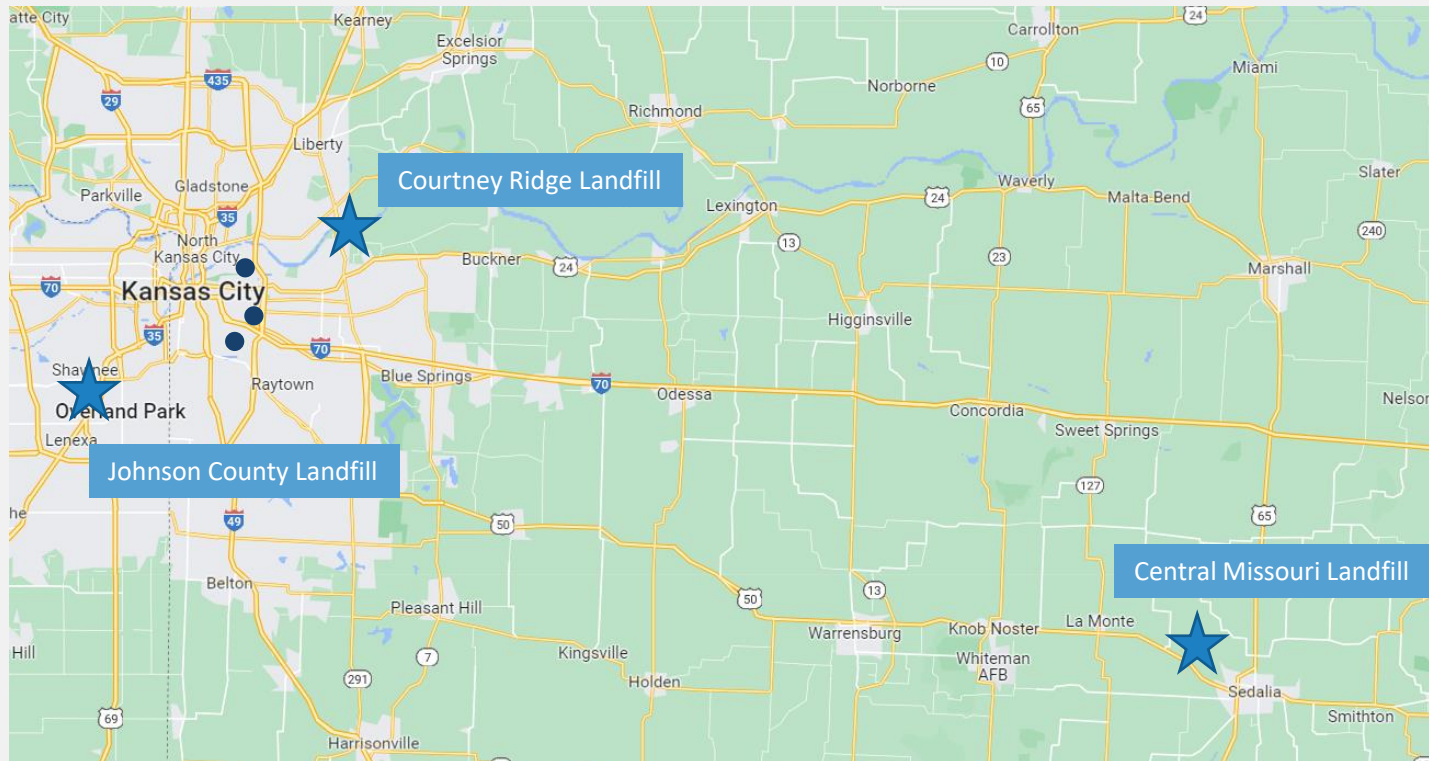 atte City
Kearney
24
Carrollton
Excelsior
Springs
10
Miami
435
29
Norborne
65
Richmond
Liberty
Courtney Ridge Landfill
Slater
Parkville
Gladstone
Waverly
Malta Bend
24
35
Lexington
13
240
North
Kansas City
23
Buckner
24
Marshall
70
Kansas City
Higginsville
35
70
Shawnee
Raytown
Blue Springs
70
Odessa
Nelson
Overland Park
Concordia
Sweet Springs
Lenexa
Johnson County Landfill
127
he
49
50
65
Central Missouri Landfill
Belton
13
50
Pleasant Hill
La Monte
Warrensburg
Knob Noster
Hill
Kingsville
7
Whiteman
AFB
291
Holden
Sedalia
69
Smithton
Harrisonville